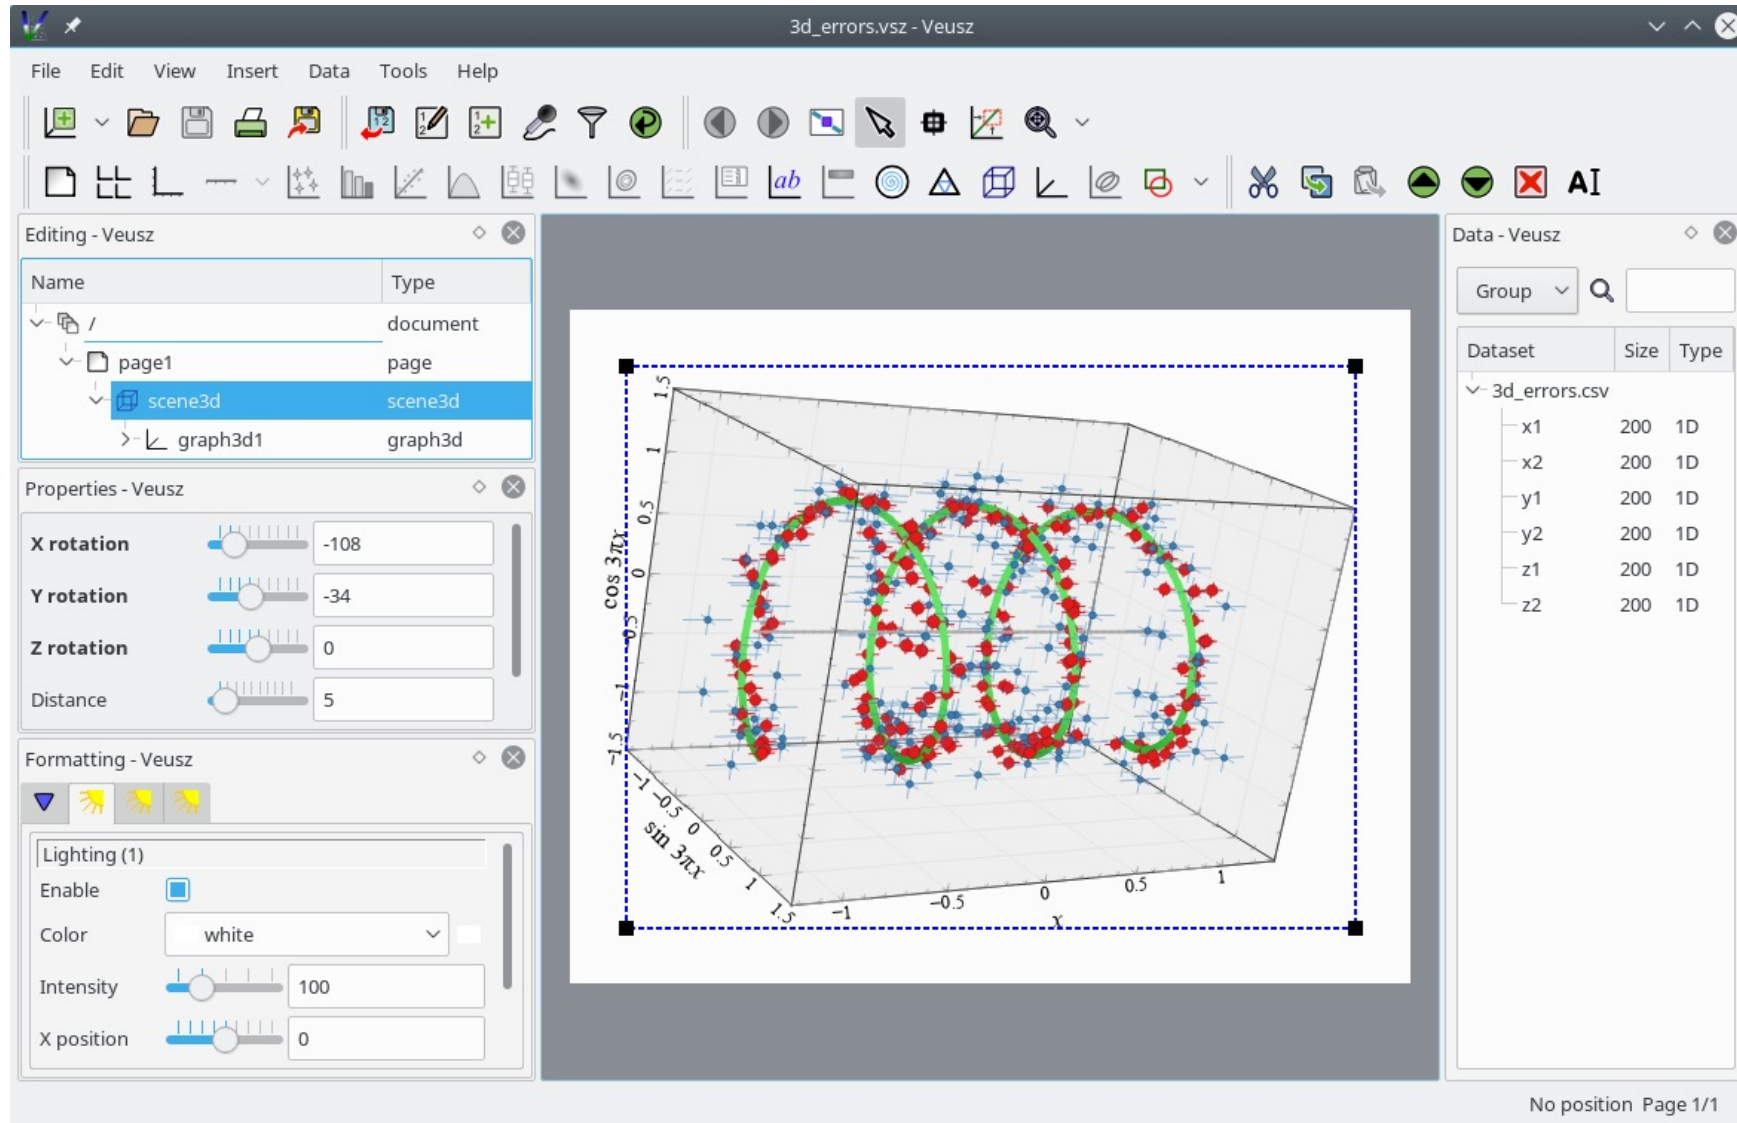 3d_errors.vsz - Veusz
File Edit View Insert Data Tools Help
ab
AI
Editing - Veusz
Name Type
/ document
page1 page
scene3d scene3d
graph3d1 graph3d
Properties - Veusz
X rotation -108
Y rotation -34
Z rotation 0
Distance 5
Formatting - Veusz
Lighting (1)
Enable
Color white
Intensity 100
X position 0
1.5
1
0.5
0
-0.5
-1
-1.5
cos 3πx
-1
-0.5
0
0.5
1
1.5
sin 3πx
-1
-0.5
0
0.5
1
x
Data - Veusz
Group
Dataset Size Type
3d_errors.csv
x1 200 1D
x2 200 1D
y1 200 1D
y2 200 1D
z1 200 1D
z2 200 1D
No position Page 1/1